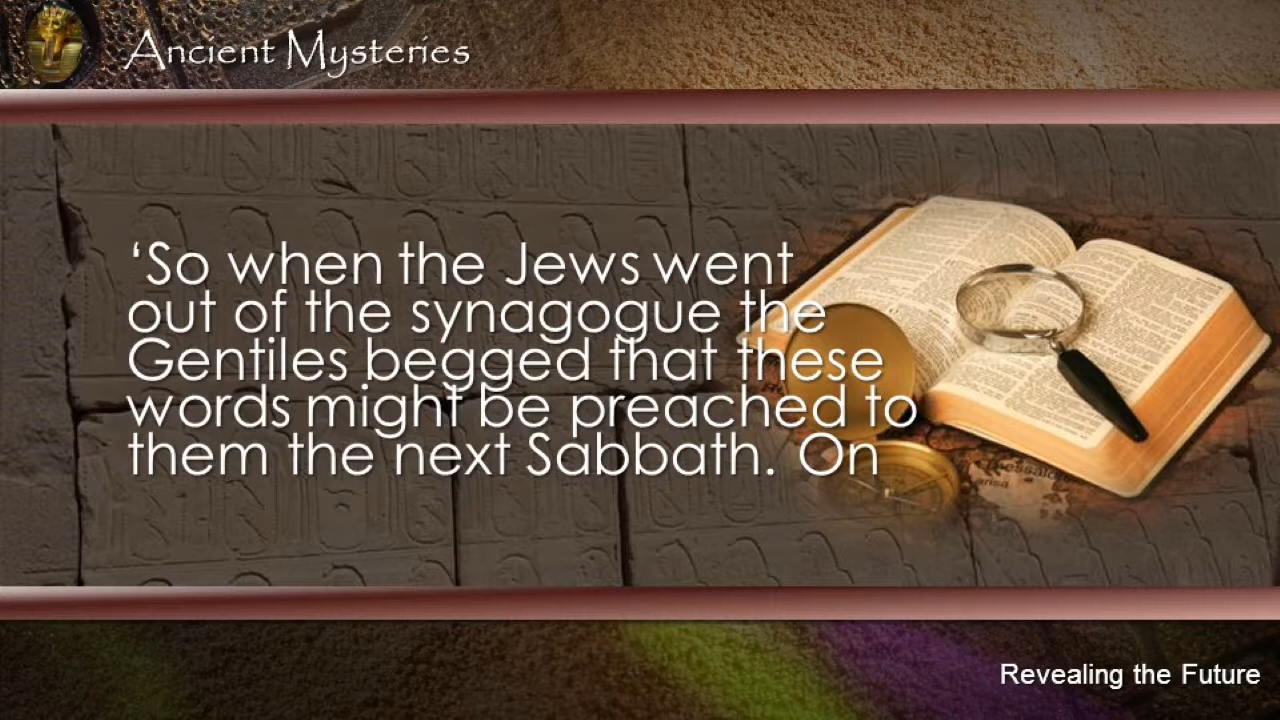 Ancient Mysteries
‘So when the Jews went
out of the synagogue the
Gentiles begged that these
words might be preached to
them the next Sabbath. On
Revealing the Future